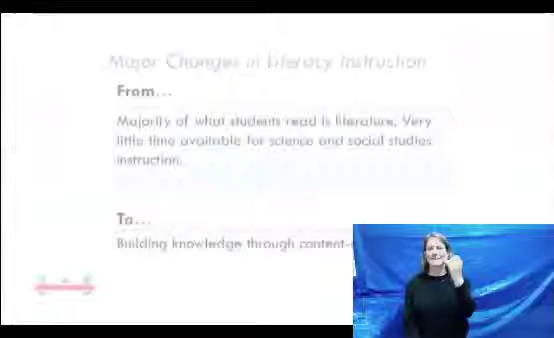 Major Changes in Literacy Instruction
From...
Majority of what students read is literature. Very
little time available for science and social studies
instruction.
To...
Building knowledge through